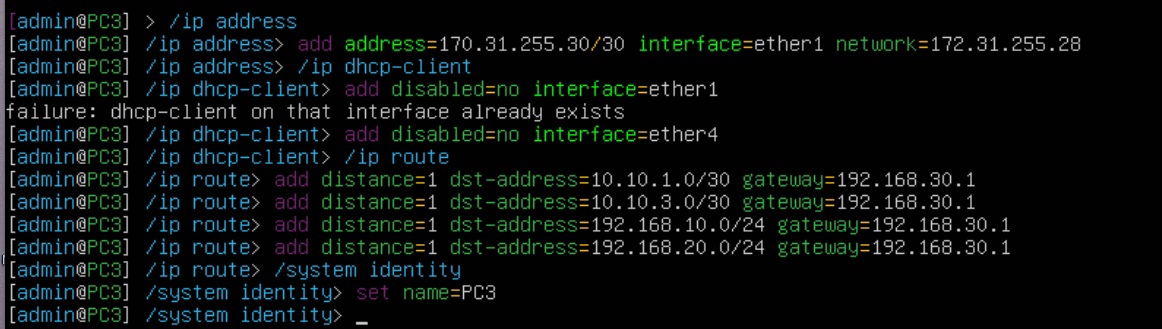 [admin@PC3] > /ip address
[admin@PC3] /ip address> add address=170.31.255.30/30 interface=ether1 network=172.31.255.28
[admin@PC3] /ip address> /ip dhcp-client
[admin@PC3] /ip dhcp-client> add disabled=no interface=ether1
failure: dhcp-client on that interface already exists
[admin@PC3] /ip dhcp-client> add disabled=no interface=ether4
[admin@PC3] /ip dhcp-client> /ip route
[admin@PC3] /ip route> add distance=1 dst-address=10.10.1.0/30 gateway=192.168.30.1
[admin@PC3] /ip route> add distance=1 dst-address=10.10.3.0/30 gateway=192.168.30.1
[admin@PC3] /ip route> add distance=1 dst-address=192.168.10.0/24 gateway=192.168.30.1
[admin@PC3] /ip route> add distance=1 dst-address=192.168.20.0/24 gateway=192.168.30.1
[admin@PC3] /ip route> /system identity
[admin@PC3] /system identity> set name=PC3
[admin@PC3] /system identity> _